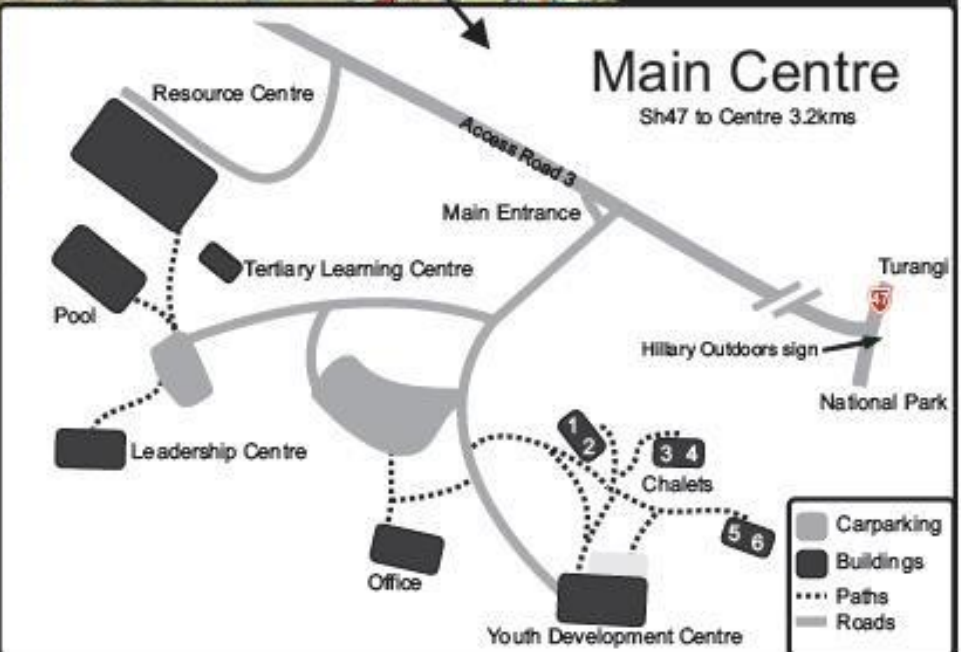 Main Centre
Sh47 to Centre 3.2kms
Resource Centre
Access Road 3
Main Entrance
Tertiary Learning Centre
Turangi
47
Pool
Hillary Outdoors sign
National Park
Leadership Centre
1
2
3 4
Chalets
5 6
Office
Youth Development Centre
Carparking
Buildings
Paths
Roads